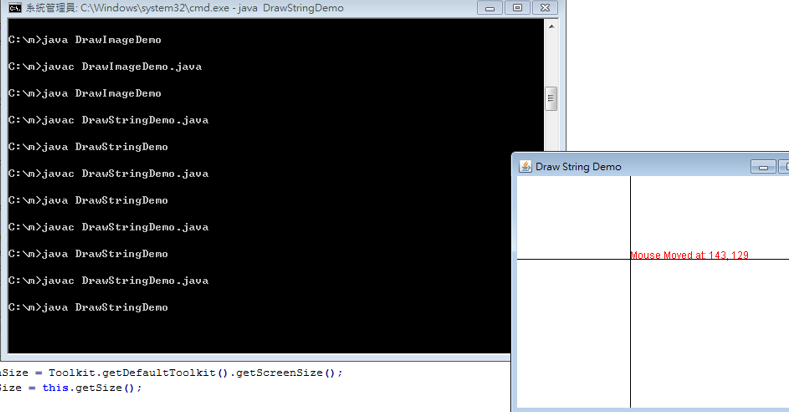 系統管理員: C:\Windows\system32\cmd.exe - java  DrawStringDemo
C:\m>java DrawImageDemo
C:\m>javac DrawImageDemo.java
C:\m>java DrawImageDemo
C:\m>javac DrawStringDemo.java
C:\m>java DrawStringDemo
C:\m>javac DrawStringDemo.java
C:\m>java DrawStringDemo
C:\m>javac DrawStringDemo.java
C:\m>java DrawStringDemo
C:\m>javac DrawStringDemo.java
C:\m>java DrawStringDemo
Draw String Demo
Mouse Moved at: 143, 129
Size = Toolkit.getDefaultToolkit().getScreenSize();
Size = this.getSize();